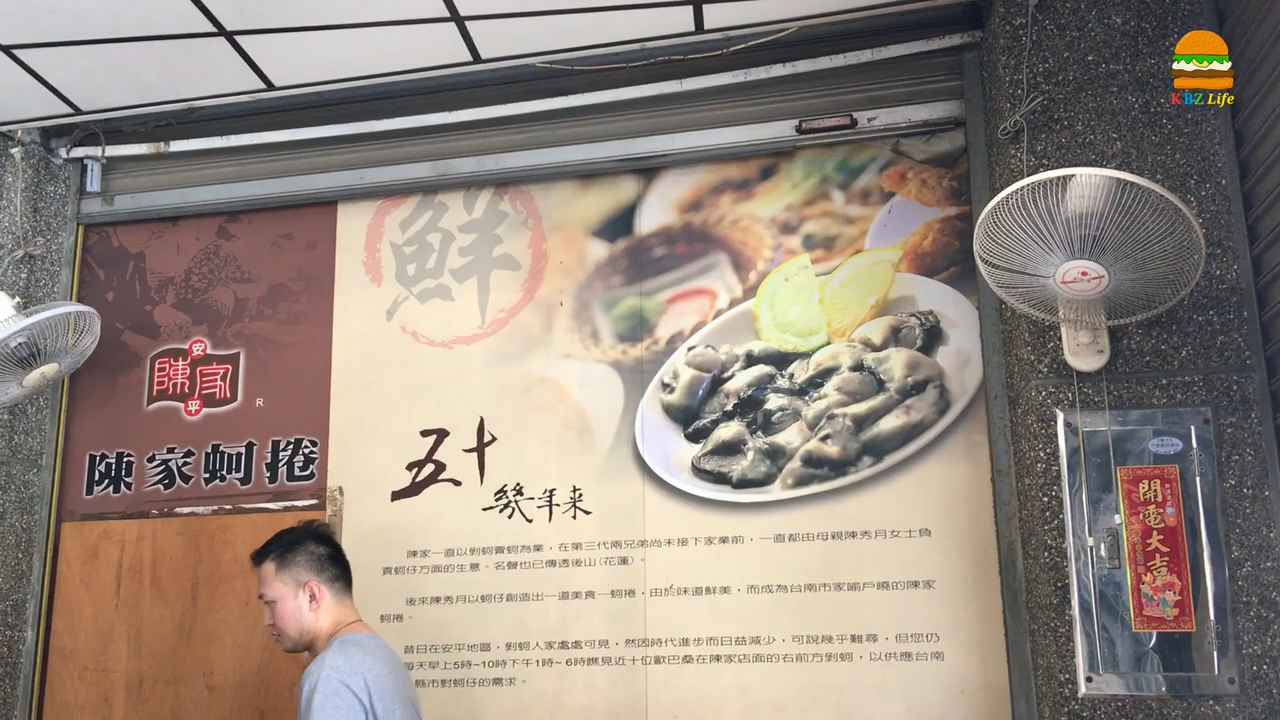 KBZ Life
鮮
安
陳家
平
R
陳家蚵捲
五十
幾年来
陳家一直以剝蚵賣蚵為業，在第三代兩兄弟尚未接下家業前，一直都由母親陳秀月女士負
責蚵仔方面的生意。名聲也已傳透後山(花蓮)。
後來陳秀月以蚵仔創造出一道美食—蚵捲，由於味道鮮美，而成為台南市家喻戶曉的陳家
蚵捲。
昔日在安平地區，剝蚵人家處處可見，然因時代進步而日益減少，可說幾乎難尋，但您仍
每天早上5時~10時下午1時~6時瞧見近十位歐巴桑在陳家店面的右前方剝蚵，以供應台南
縣市對蚵仔的需求。
開電大吉